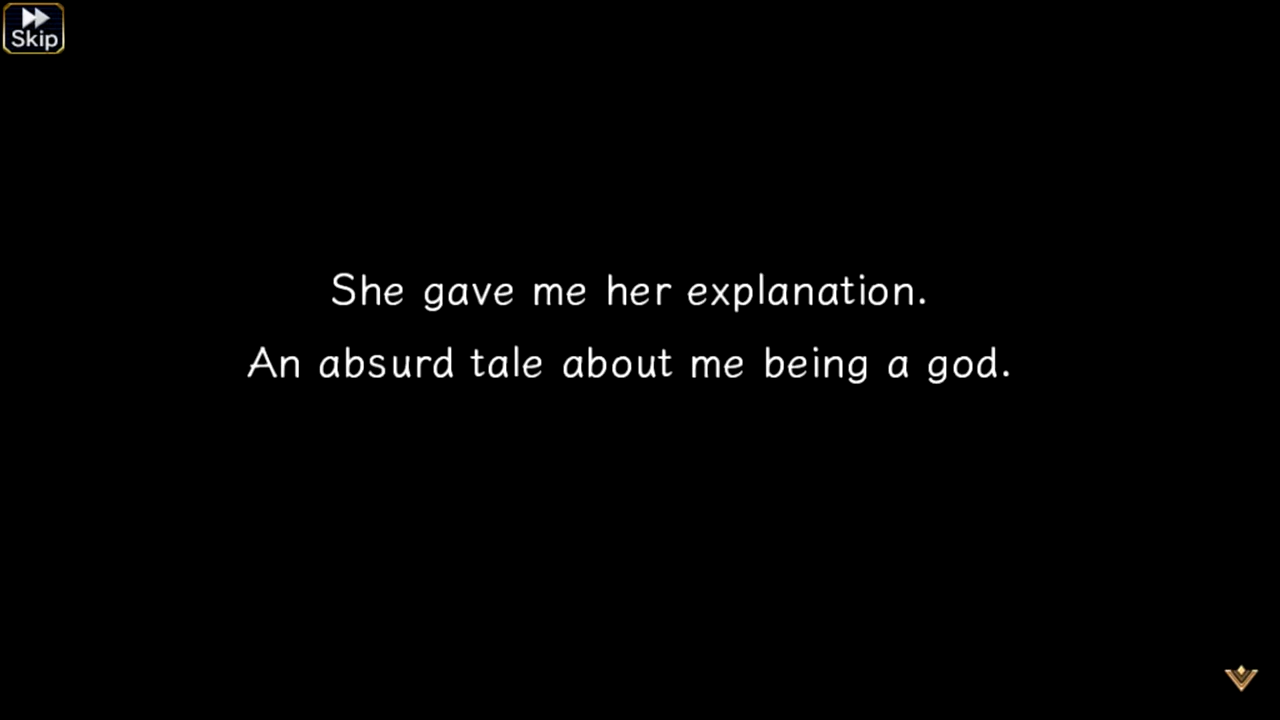 Skip
She gave me her explanation.
An absurd tale about me being a god.